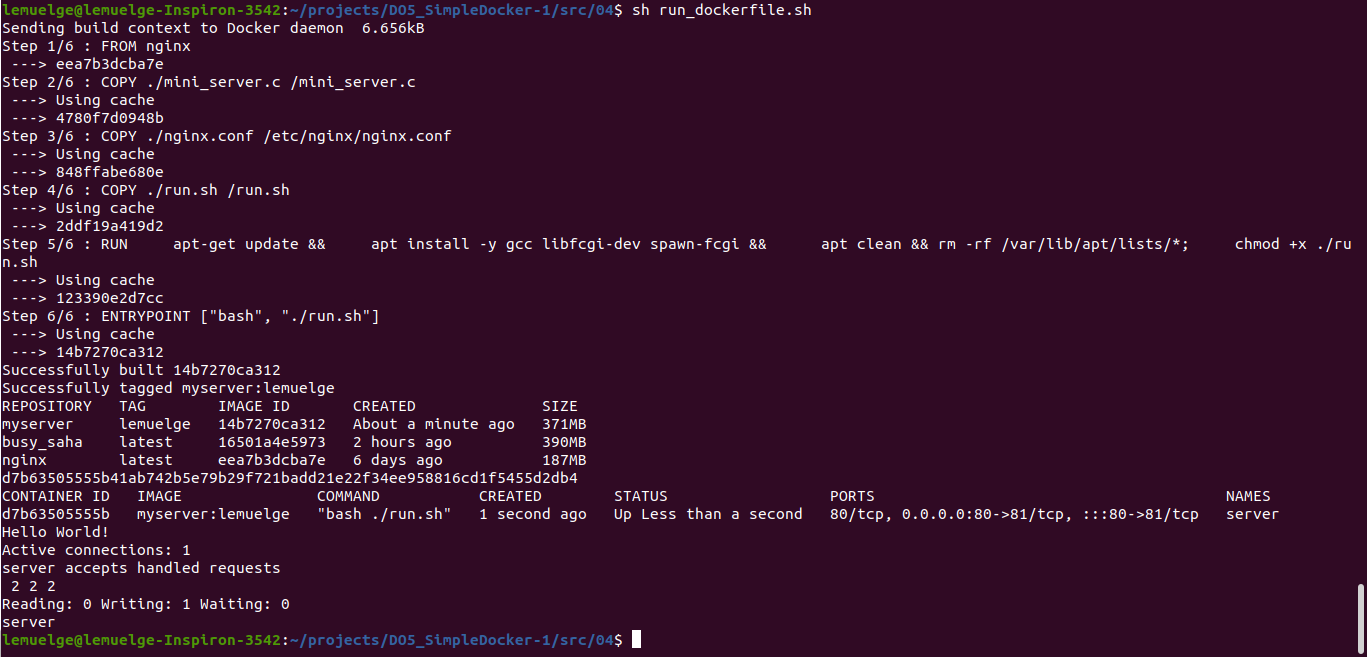 lemuelge@lemuelge-Inspiron-3542:~/projects/DO5_SimpleDocker-1/src/04$ sh run_dockerfile.sh
Sending build context to Docker daemon  6.656kB
Step 1/6 : FROM nginx
 ---> eea7b3dcba7e
Step 2/6 : COPY ./mini_server.c /mini_server.c
 ---> Using cache
 ---> 4780f7d0948b
Step 3/6 : COPY ./nginx.conf /etc/nginx/nginx.conf
 ---> Using cache
 ---> 848ffabe680e
Step 4/6 : COPY ./run.sh /run.sh
 ---> Using cache
 ---> 2ddf19a419d2
Step 5/6 : RUN     apt-get update &&     apt install -y gcc libfcgi-dev spawn-fcgi &&      apt clean && rm -rf /var/lib/apt/lists/*;     chmod +x ./ru
n.sh
 ---> Using cache
 ---> 123390e2d7cc
Step 6/6 : ENTRYPOINT ["bash", "./run.sh"]
 ---> Using cache
 ---> 14b7270ca312
Successfully built 14b7270ca312
Successfully tagged myserver:lemuelge
REPOSITORY   TAG        IMAGE ID       CREATED              SIZE
myserver     lemuelge   14b7270ca312   About a minute ago   371MB
busy_saha    latest     16501a4e5973   2 hours ago          390MB
nginx        latest     eea7b3dcba7e   6 days ago           187MB
d7b63505555b41ab742b5e79b29f721badd21e22f34ee958816cd1f5455d2db4
CONTAINER ID   IMAGE               COMMAND           CREATED        STATUS                  PORTS                                       NAMES
d7b63505555b   myserver:lemuelge   "bash ./run.sh"   1 second ago   Up Less than a second   80/tcp, 0.0.0.0:80->81/tcp, :::80->81/tcp   server
Hello World!
Active connections: 1
server accepts handled requests
 2 2 2
Reading: 0 Writing: 1 Waiting: 0
server
lemuelge@lemuelge-Inspiron-3542:~/projects/DO5_SimpleDocker-1/src/04$